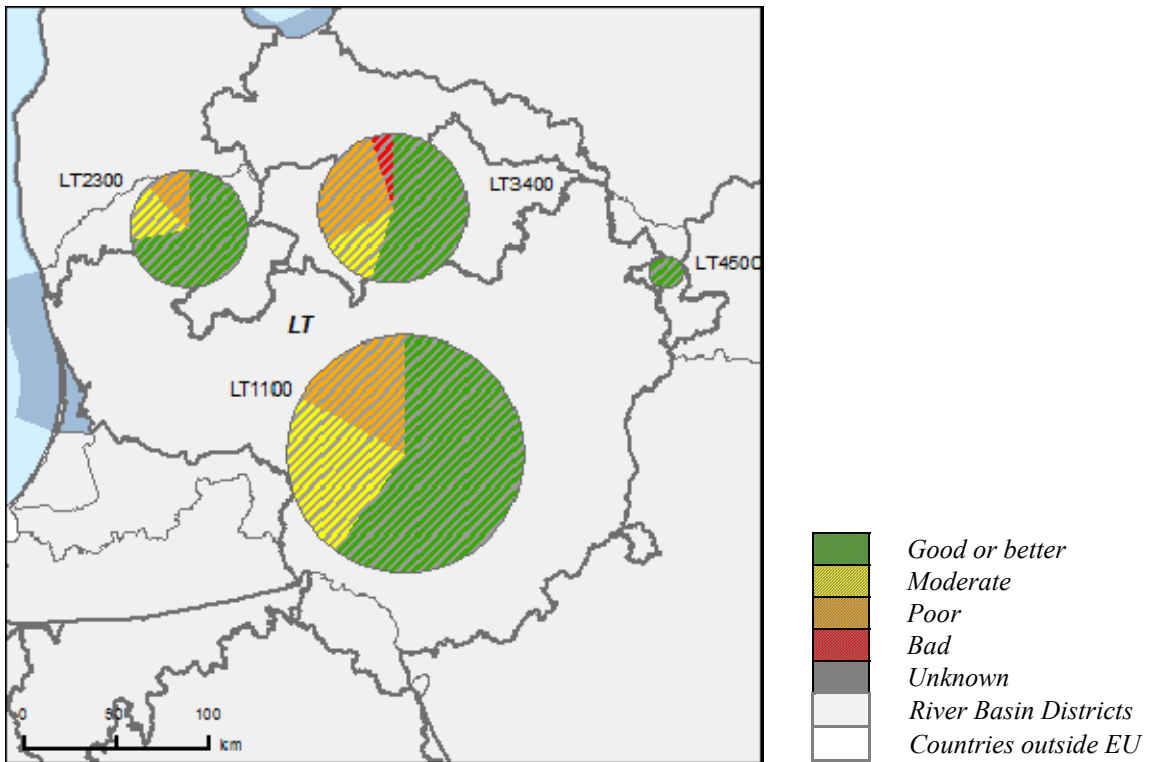 LT2300
LT3400
LT4500
LT
LT1100
0 50 100
km
Good or better
Moderate
Poor
Bad
Unknown
River Basin Districts
Countries outside EU